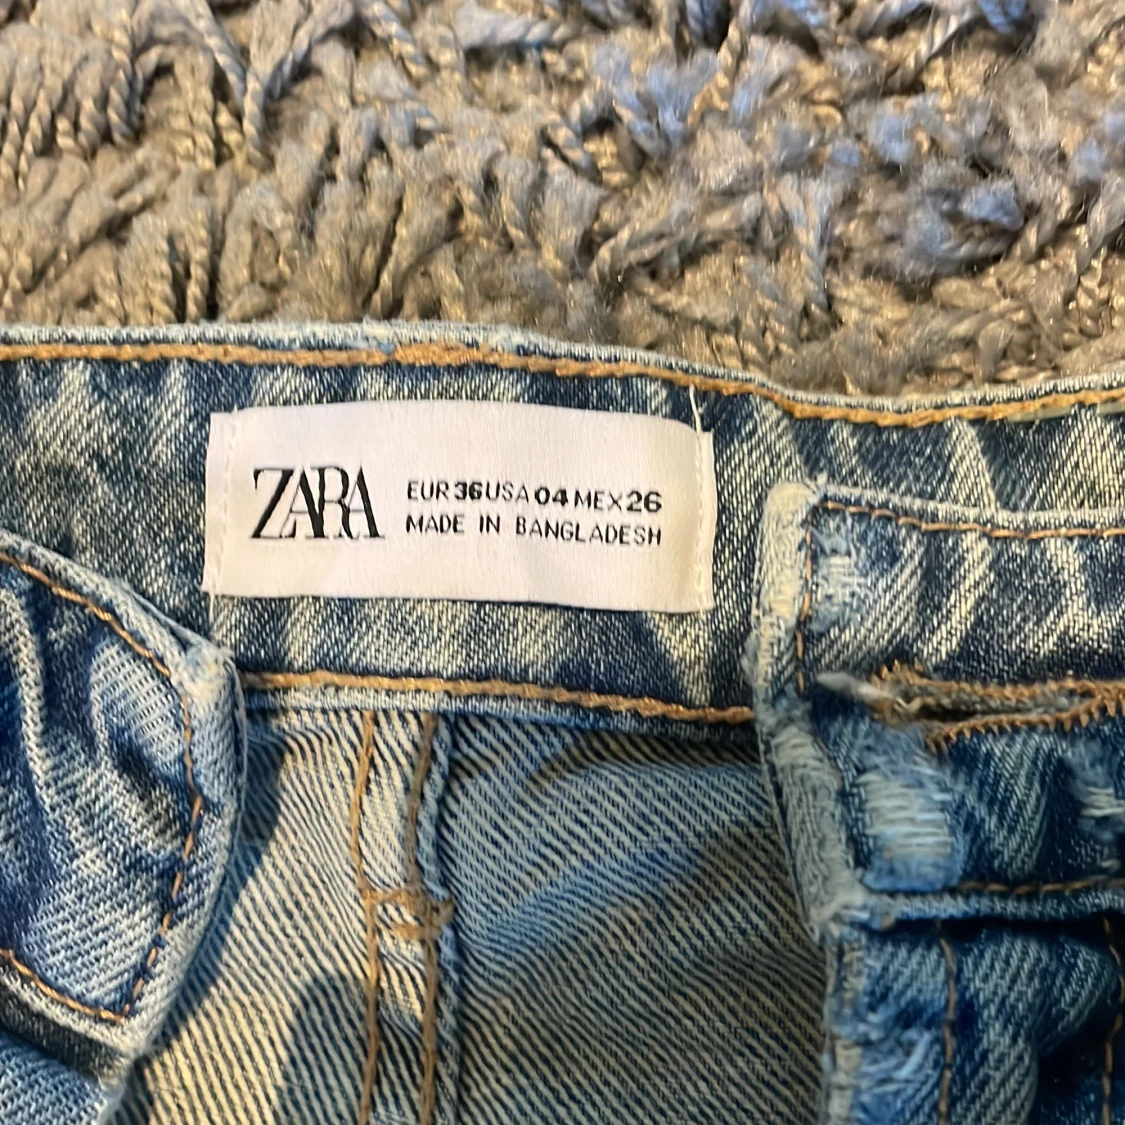 ZARA
EUR 36 USA 04 MEX 26
MADE IN BANGLADESH